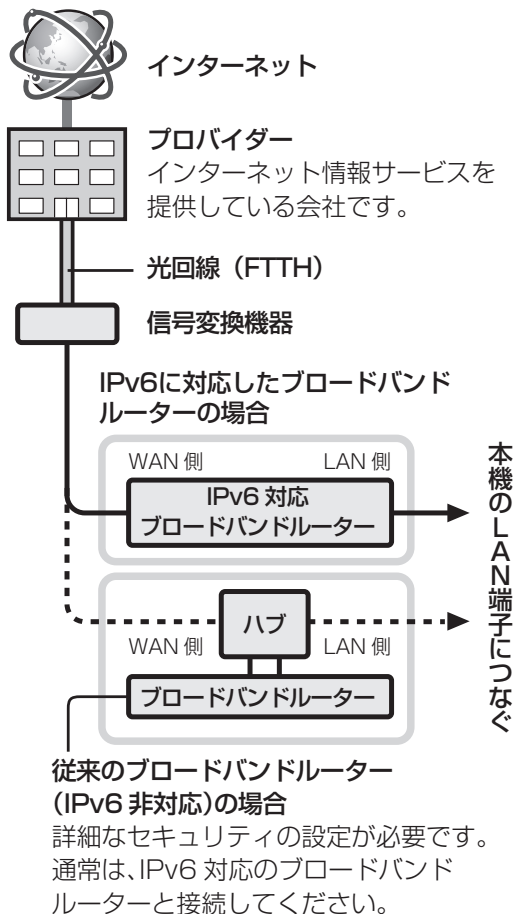 インターネット
プロバイダー
インターネット情報サービスを
提供している会社です。
光回線（FTTH）
信号変換機器
IPv6に対応したブロードバンド
ルーターの場合
WAN 側
LAN 側
IPv6 対応
ブロードバンドルーター
本機のLAN端子につなぐ
ハブ
WAN 側
LAN 側
ブロードバンドルーター
従来のブロードバンドルーター
（IPv6 非対応）の場合
詳細なセキュリティの設定が必要です。
通常は、IPv6 対応のブロードバンド
ルーターと接続してください。